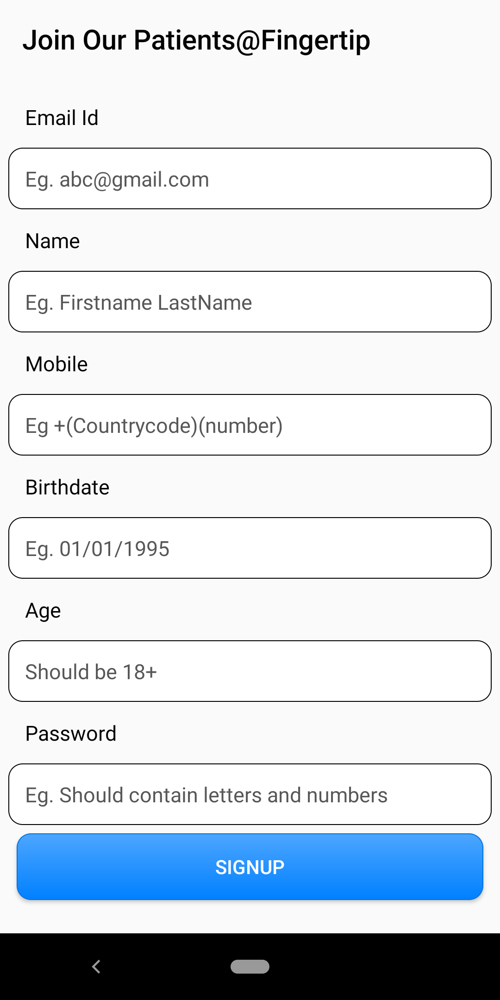 Join Our Patients@Fingertip
Email Id
Eg. abc@gmail.com
Name
Eg. Firstname LastName
Mobile
Eg +(Countrycode)(number)
Birthdate
Eg. 01/01/1995
Age
Should be 18+
Password
Eg. Should contain letters and numbers
SIGNUP